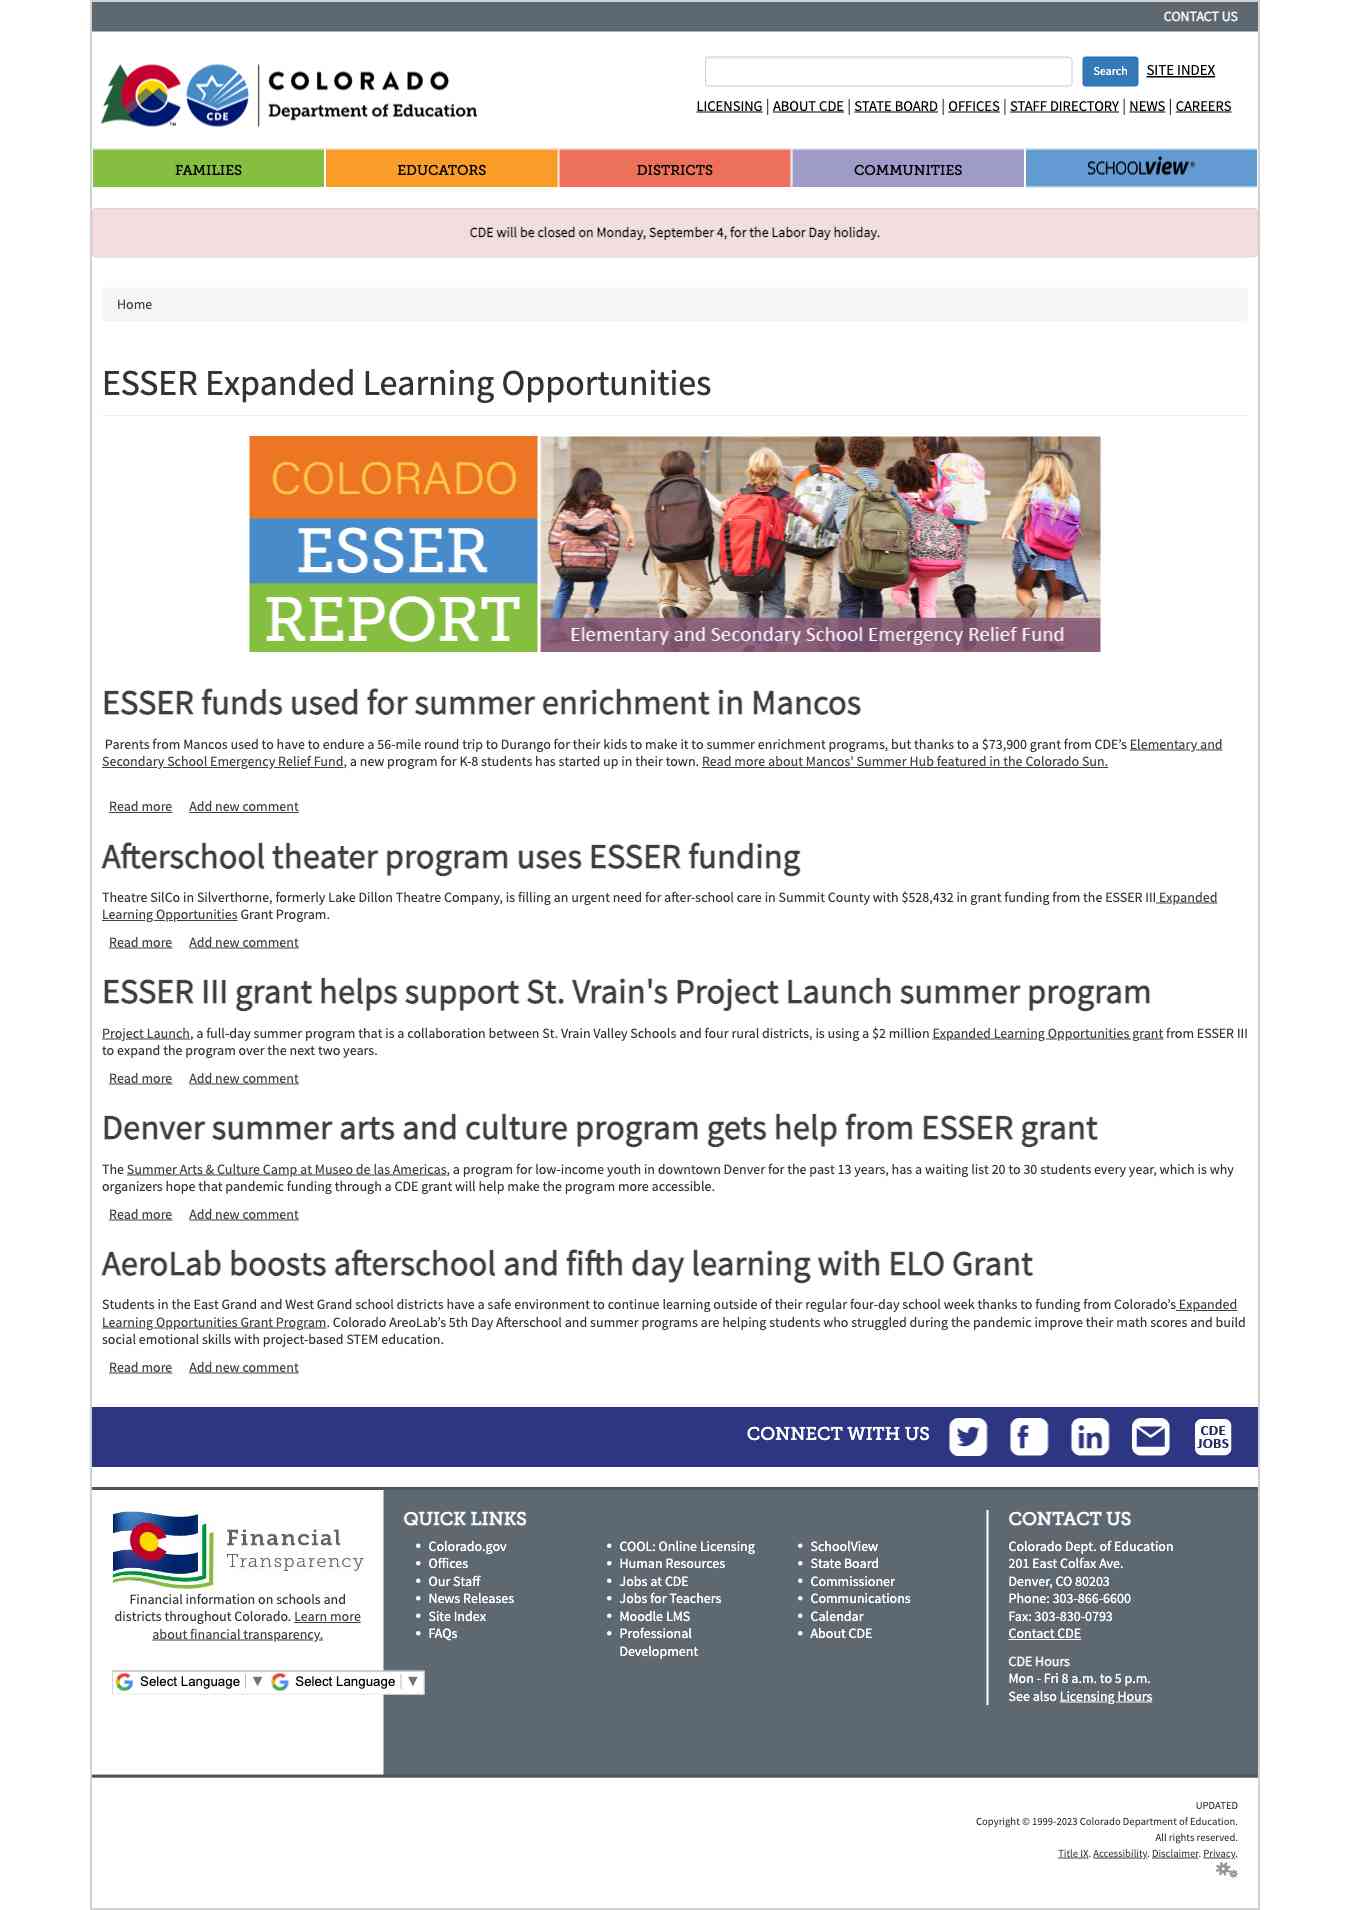 CONTACT US
CDE
COLORADO
Department of Education
Search
SITE INDEX
LICENSING | ABOUT CDE | STATE BOARD | OFFICES | STAFF DIRECTORY | NEWS | CAREERS
FAMILIES
EDUCATORS
DISTRICTS
COMMUNITIES
SCHOOLview®
CDE will be closed on Monday, September 4, for the Labor Day holiday.
Home
ESSER Expanded Learning Opportunities
COLORADO
ESSER
REPORT
Elementary and Secondary School Emergency Relief Fund
ESSER funds used for summer enrichment in Mancos
Parents from Mancos used to have to endure a 56-mile round trip to Durango for their kids to make it to summer enrichment programs, but thanks to a $73,900 grant from CDE's Elementary and
Secondary School Emergency Relief Fund, a new program for K-8 students has started up in their town. Read more about Mancos' Summer Hub featured in the Colorado Sun.
Read more Add new comment
Afterschool theater program uses ESSER funding
Theatre SilCo in Silverthorne, formerly Lake Dillon Theatre Company, is filling an urgent need for after-school care in Summit County with $528,432 in grant funding from the ESSER III Expanded
Learning Opportunities Grant Program.
Read more Add new comment
ESSER III grant helps support St. Vrain's Project Launch summer program
Project Launch, a full-day summer program that is a collaboration between St. Vrain Valley Schools and four rural districts, is using a $2 million Expanded Learning Opportunities grant from ESSER III
to expand the program over the next two years.
Read more Add new comment
Denver summer arts and culture program gets help from ESSER grant
The Summer Arts & Culture Camp at Museo de las Americas, a program for low-income youth in downtown Denver for the past 13 years, has a waiting list 20 to 30 students every year, which is why
organizers hope that pandemic funding through a CDE grant will help make the program more accessible.
Read more Add new comment
AeroLab boosts afterschool and fifth day learning with ELO Grant
Students in the East Grand and West Grand school districts have a safe environment to continue learning outside of their regular four-day school week thanks to funding from Colorado's Expanded
Learning Opportunities Grant Program. Colorado AreoLab's 5th Day Afterschool and summer programs are helping students who struggled during the pandemic improve their math scores and build
social emotional skills with project-based STEM education.
Read more Add new comment
CONNECT WITH US
CDE
JOBS
Financial
Transparency
Financial information on schools and
districts throughout Colorado. Learn more
about financial transparency.
Select Language ▼ Select Language ▼
QUICK LINKS
• Colorado.gov
• Offices
• Our Staff
• News Releases
• Site Index
• FAQs
• COOL: Online Licensing
• Human Resources
• Jobs at CDE
• Jobs for Teachers
• Moodle LMS
• Professional
Development
• SchoolView
• State Board
• Commissioner
• Communications
• Calendar
• About CDE
CONTACT US
Colorado Dept. of Education
201 East Colfax Ave.
Denver, CO 80203
Phone: 303-866-6600
Fax: 303-830-0793
Contact CDE
CDE Hours
Mon - Fri 8 a.m. to 5 p.m.
See also Licensing Hours
UPDATED
Copyright © 1999-2023 Colorado Department of Education.
All rights reserved.
Title IX. Accessibility. Disclaimer. Privacy.